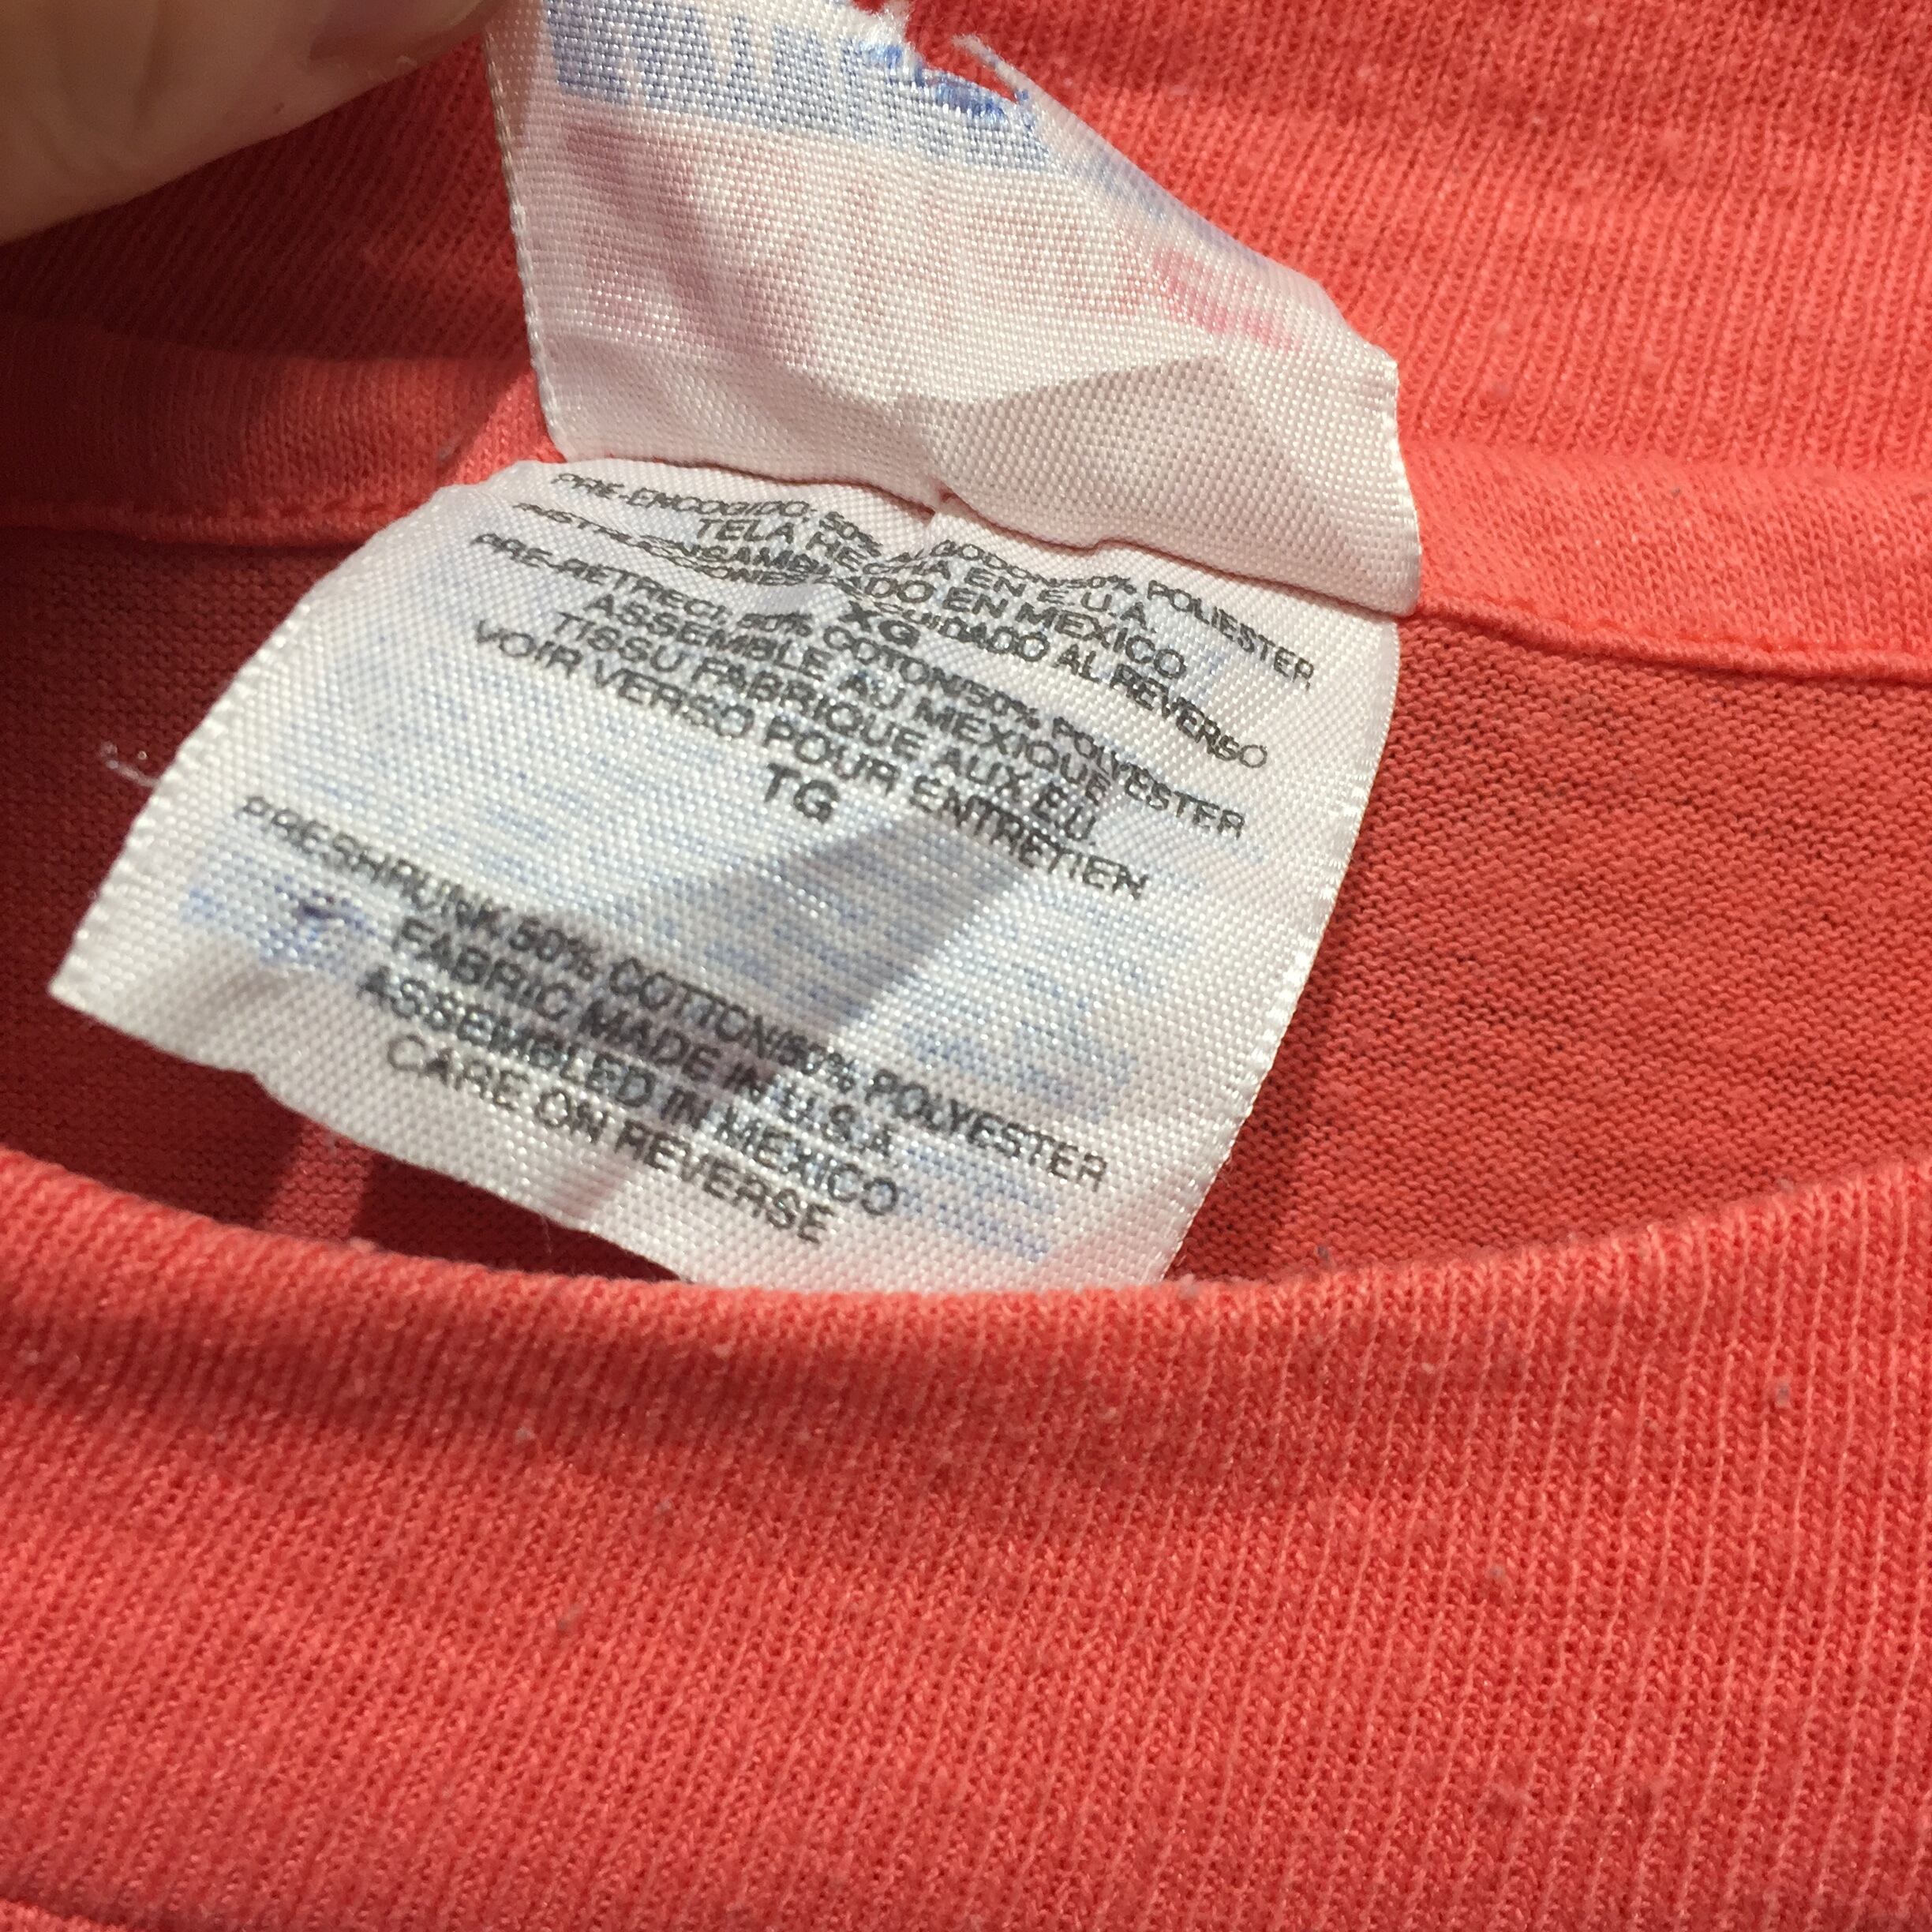 PRE-ENCOGIDO, 50% POLIESTER
TELA HECHA EN E.U.A.
ENSAMBLADO EN MEXICO
CUIDADO AL REVERSO
XG
PRE-RETRECI, 50% COTON/50% POLYESTER
ASSEMBLE AU MEXIQUE
TISSU FABRIQUE AUX E.U.
VOIR VERSO POUR ENTRETIEN
TG
PRESHRUNK 50% COTTON/50% POLYESTER
FABRIC MADE IN U.S.A.
ASSEMBLED IN MEXICO
CARE ON REVERSE